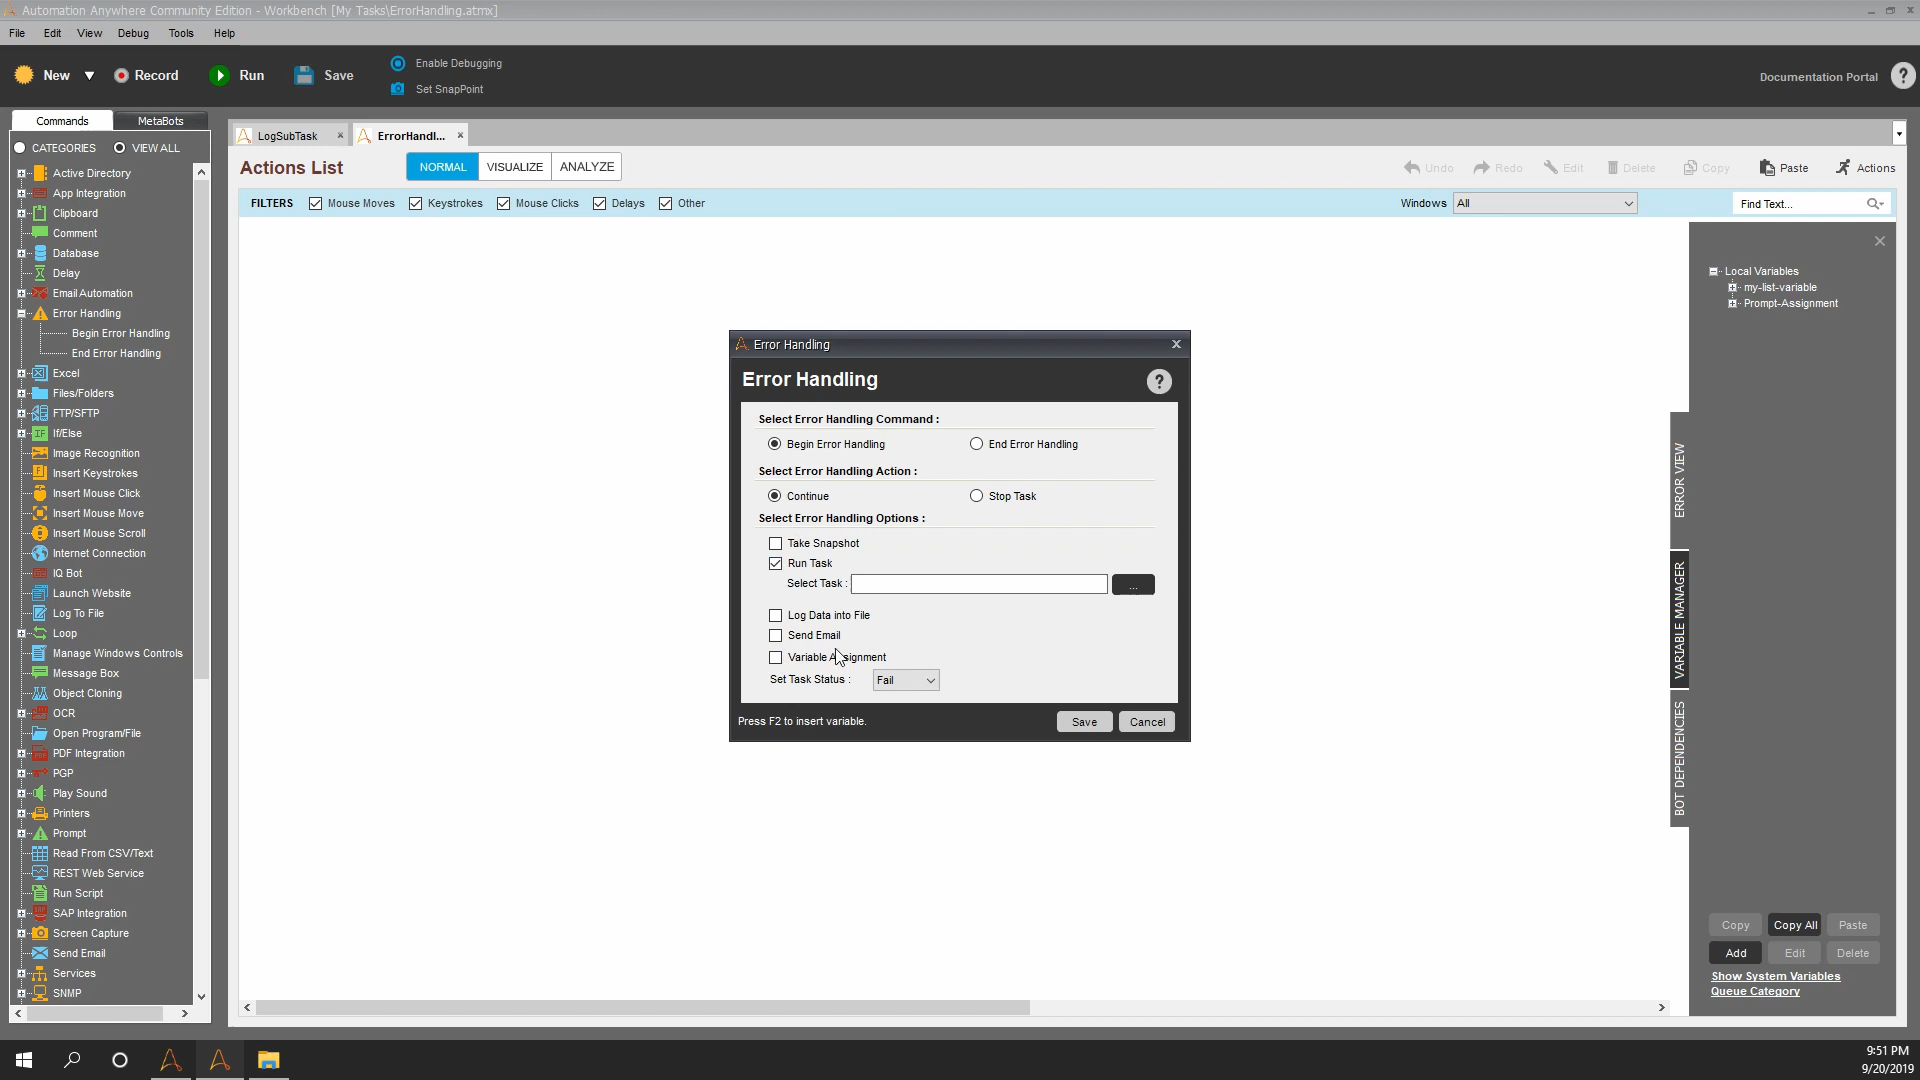 Automation Anywhere Community Edition - Workbench [My Tasks\ErrorHandling.atmx]
File Edit View Debug Tools Help
New Record Run Save
Enable Debugging
Set SnapPoint
Documentation Portal ?
Commands MetaBots
CATEGORIES VIEW ALL
Active Directory
App Integration
Clipboard
Comment
Database
Delay
Email Automation
Error Handling
Begin Error Handling
End Error Handling
Excel
Files/Folders
FTP/SFTP
If/Else
Image Recognition
Insert Keystrokes
Insert Mouse Click
Insert Mouse Move
Insert Mouse Scroll
Internet Connection
IQ Bot
Launch Website
Log To File
Loop
Manage Windows Controls
Message Box
Object Cloning
OCR
Open Program/File
PDF Integration
PGP
Play Sound
Printers
Prompt
Read From CSV/Text
REST Web Service
Run Script
SAP Integration
Screen Capture
Send Email
Services
SNMP
LogSubTask ErrorHandl...
Actions List NORMAL VISUALIZE ANALYZE
Undo Redo Edit Delete Copy Paste Actions
FILTERS Mouse Moves Keystrokes Mouse Clicks Delays Other
Windows All
Find Text...
Error Handling
Error Handling ?
Select Error Handling Command :
Begin Error Handling End Error Handling
Select Error Handling Action :
Continue Stop Task
Select Error Handling Options :
Take Snapshot
Run Task
Select Task : ...
Log Data into File
Send Email
Variable Assignment
Set Task Status : Fail
Press F2 to insert variable. Save Cancel
ERROR VIEW
VARIABLE MANAGER
BOT DEPENDENCIES
Local Variables
my-list-variable
Prompt-Assignment
Copy Copy All Paste
Add Edit Delete
Show System Variables
Queue Category
9:51 PM
9/20/2019